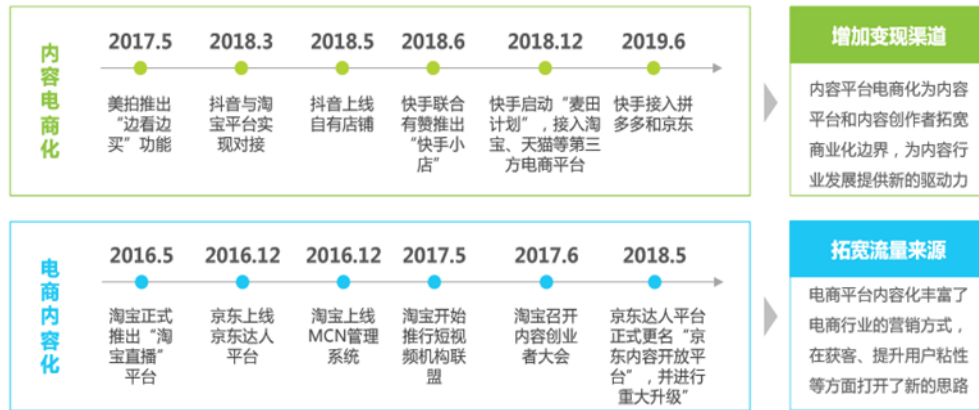 内容电商化
2017.5
2018.3
2018.5
2018.6
2018.12
2019.6
美拍推出
“边看边
买”功能
抖音与淘
宝平台实
现对接
抖音上线
自有店铺
快手联合
有赞推出
“快手小
店”
快手启动“麦田
计划”，接入淘
宝、天猫等第三
方电商平台
快手接入拼
多多和京东
增加变现渠道
内容平台电商化为内容
平台和内容创作者拓宽
商业化边界，为内容行
业发展提供新的驱动力
电商内容化
2016.5
2016.12
2016.12
2017.5
2017.6
2018.5
淘宝正式
推出“淘
宝直播”
平台
京东上线
京东达人
平台
淘宝上线
MCN管理
系统
淘宝开始
推行短视
频机构联
盟
淘宝召开
内容创业
者大会
京东达人平台
正式更名“京
东内容开放平
台”，并进行
重大升级”
拓宽流量来源
电商平台内容化丰富了
电商行业的营销方式，
在获客、提升用户粘性
等方面打开了新的思路